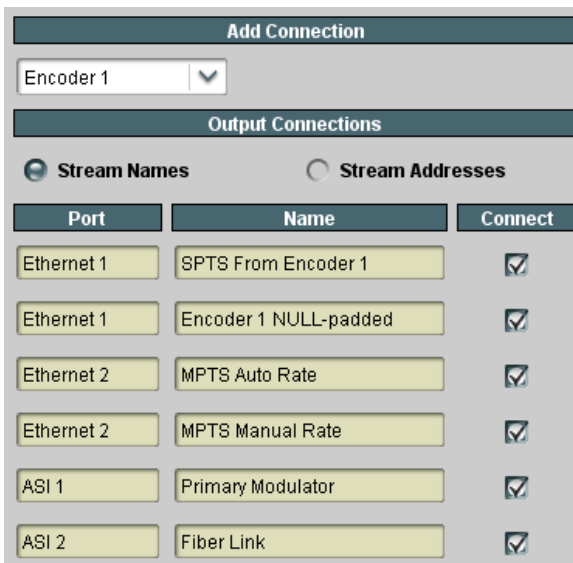 Add Connection
Encoder 1
Output Connections
Stream Names Stream Addresses
Port Name Connect
Ethernet 1 SPTS From Encoder 1
Ethernet 1 Encoder 1 NULL-padded
Ethernet 2 MPTS Auto Rate
Ethernet 2 MPTS Manual Rate
ASI 1 Primary Modulator
ASI 2 Fiber Link